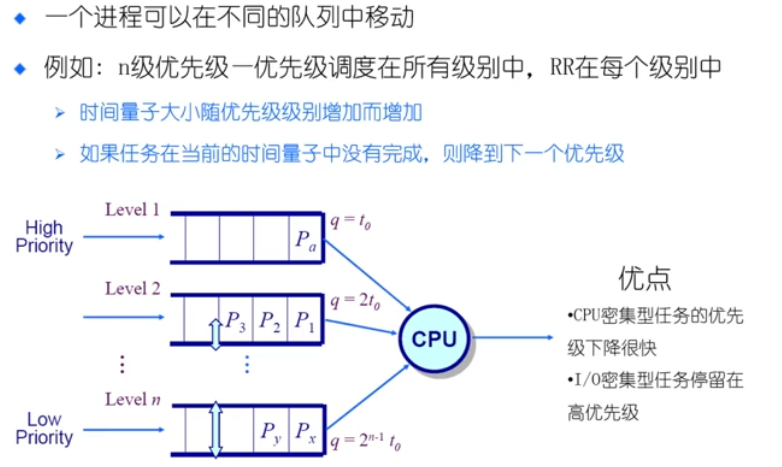 一个进程可以在不同的队列中移动
例如: n级优先级—优先级调度在所有级别中, RR在每个级别中
时间量子大小随优先级级别增加而增加
如果任务在当前的时间量子中没有完成, 则降到下一个优先级
High
Priority
Level 1
Pa
q = t0
Level 2
P3 P2 P1
q = 2t0
CPU
Low
Priority
Level n
Py Px
q = 2^n-1 t0
优点
•CPU密集型任务的优先
级下降很快
•I/O密集型任务停留在
高优先级